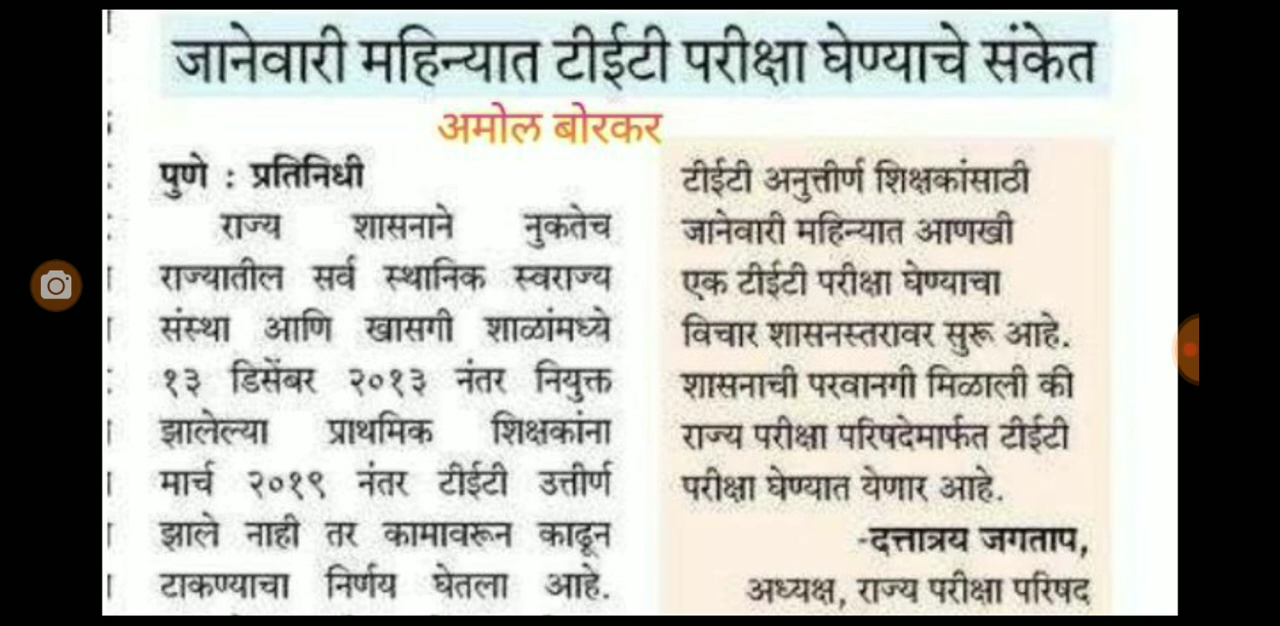 जानेवारी महिन्यात टीईटी परीक्षा घेण्याचे संकेत
अमोल बोरकर
पुणे : प्रतिनिधी
राज्य शासनाने नुकतेच
राज्यातील सर्व स्थानिक स्वराज्य
संस्था आणि खासगी शाळांमध्ये
१३ डिसेंबर २०१३ नंतर नियुक्त
झालेल्या प्राथमिक शिक्षकांना
मार्च २०१९ नंतर टीईटी उत्तीर्ण
झाले नाही तर कामावरून काढून
टाकण्याचा निर्णय घेतला आहे.
टीईटी अनुत्तीर्ण शिक्षकांसाठी
जानेवारी महिन्यात आणखी
एक टीईटी परीक्षा घेण्याचा
विचार शासनस्तरावर सुरू आहे.
शासनाची परवानगी मिळाली की
राज्य परीक्षा परिषदेमार्फत टीईटी
परीक्षा घेण्यात येणार आहे.
-दत्तात्रय जगताप,
अध्यक्ष, राज्य परीक्षा परिषद